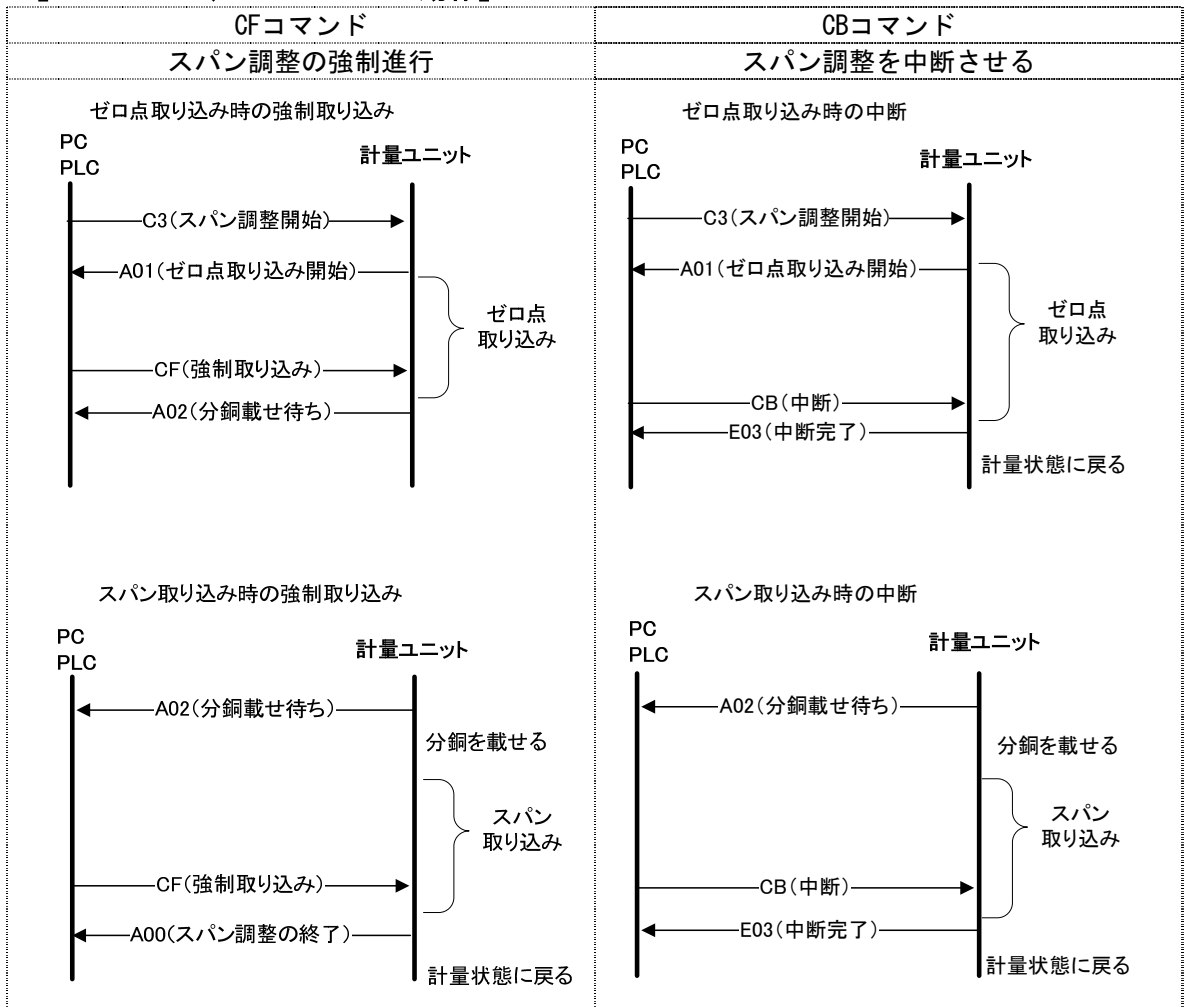 CFコマンド
スパン調整の強制進行
ゼロ点取り込み時の強制取り込み
PC
PLC
計量ユニット
C3(スパン調整開始)
A01(ゼロ点取り込み開始)
ゼロ点
取り込み
CF(強制取り込み)
A02(分銅載せ待ち)
スパン取り込み時の強制取り込み
PC
PLC
計量ユニット
A02(分銅載せ待ち)
分銅を載せる
スパン
取り込み
CF(強制取り込み)
A00(スパン調整の終了)
計量状態に戻る
CBコマンド
スパン調整を中断させる
ゼロ点取り込み時の中断
PC
PLC
計量ユニット
C3(スパン調整開始)
A01(ゼロ点取り込み開始)
ゼロ点
取り込み
CB(中断)
E03(中断完了)
計量状態に戻る
スパン取り込み時の中断
PC
PLC
計量ユニット
A02(分銅載せ待ち)
分銅を載せる
スパン
取り込み
CB(中断)
E03(中断完了)
計量状態に戻る